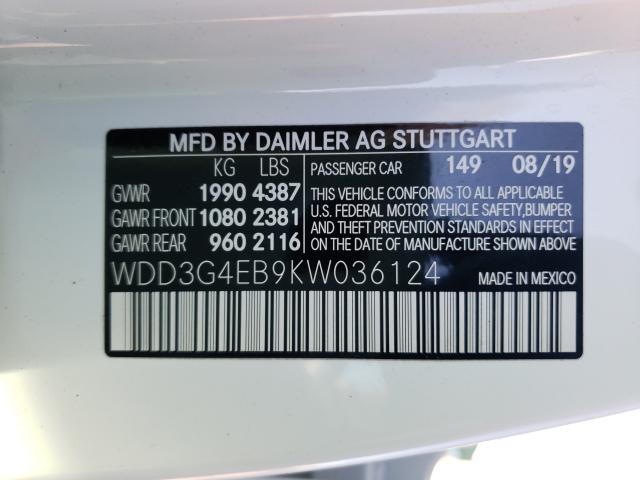 MFD BY DAIMLER AG STUTTGART
KG LBS
GVWR 1990 4387
GAWR FRONT 1080 2381
GAWR REAR 960 2116
PASSENGER CAR 149 08/19
THIS VEHICLE CONFORMS TO ALL APPLICABLE
U.S. FEDERAL MOTOR VEHICLE SAFETY,BUMPER
AND THEFT PREVENTION STANDARDS IN EFFECT
ON THE DATE OF MANUFACTURE SHOWN ABOVE
WDD3G4EB9KW036124
MADE IN MEXICO